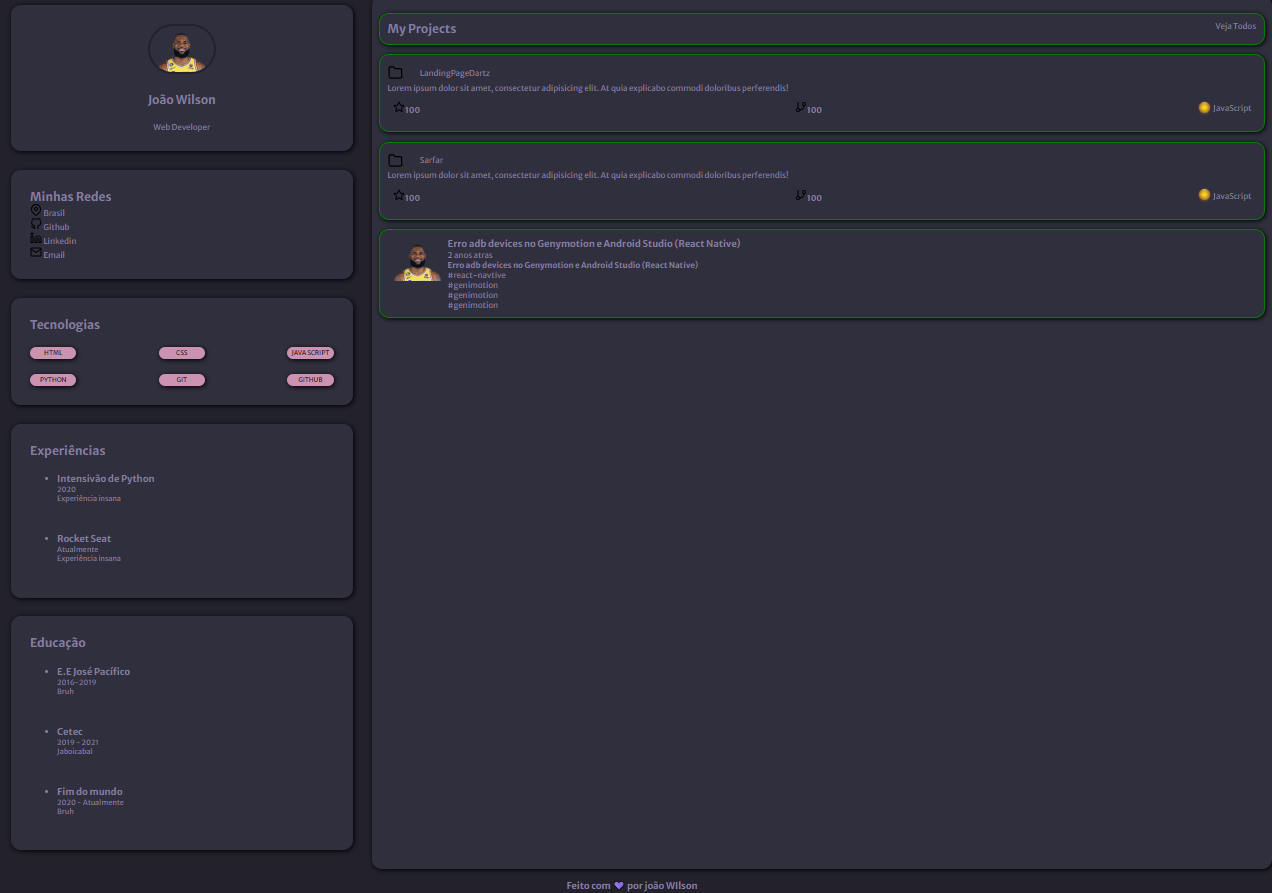 João Wilson
Web Developer
Minhas Redes
Brasil
Github
Linkedin
Email
Tecnologias
HTML CSS JAVA SCRIPT
PYTHON GIT GITHUB
Experiências
Intensivão de Python
2020
Experiência insana
Rocket Seat
Atualmente
Experiência insana
Educação
E.E José Pacífico
2016-2019
Bruh
Cetec
2019 - 2021
Jaboicabal
Fim do mundo
2020 - Atualmente
Bruh
My Projects Veja Todos
LandingPageDartz
Lorem ipsum dolor sit amet, consectetur adipisicing elit. At quia explicabo commodi doloribus perferendis!
100 100 JavaScript
Sarfar
Lorem ipsum dolor sit amet, consectetur adipisicing elit. At quia explicabo commodi doloribus perferendis!
100 100 JavaScript
Erro adb devices no Genymotion e Android Studio (React Native)
2 anos atras
Erro adb devices no Genymotion e Android Studio (React Native)
#react-navtive
#genimotion
#genimotion
#genimotion
Feito com 💜 por joão WIlson